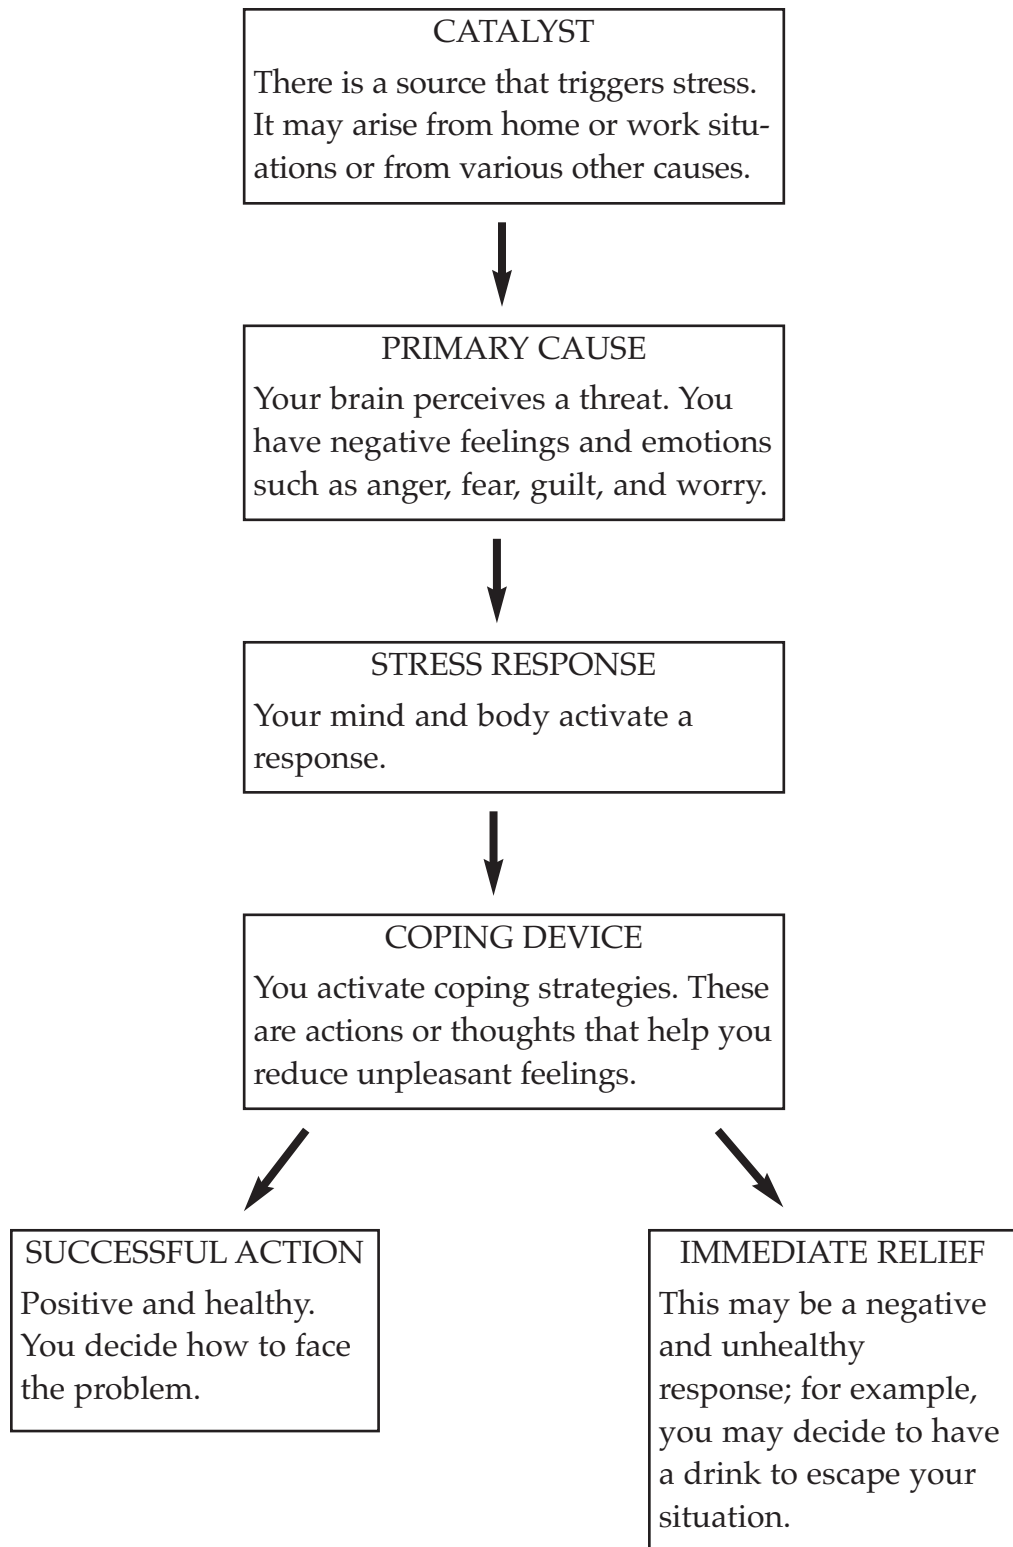 CATALYST
There is a source that triggers stress.
It may arise from home or work situ-
ations or from various other causes.
PRIMARY CAUSE
Your brain perceives a threat. You
have negative feelings and emotions
such as anger, fear, guilt, and worry.
STRESS RESPONSE
Your mind and body activate a
response.
COPING DEVICE
You activate coping strategies. These
are actions or thoughts that help you
reduce unpleasant feelings.
SUCCESSFUL ACTION
Positive and healthy.
You decide how to face
the problem.
IMMEDIATE RELIEF
This may be a negative
and unhealthy
response; for example,
you may decide to have
a drink to escape your
situation.